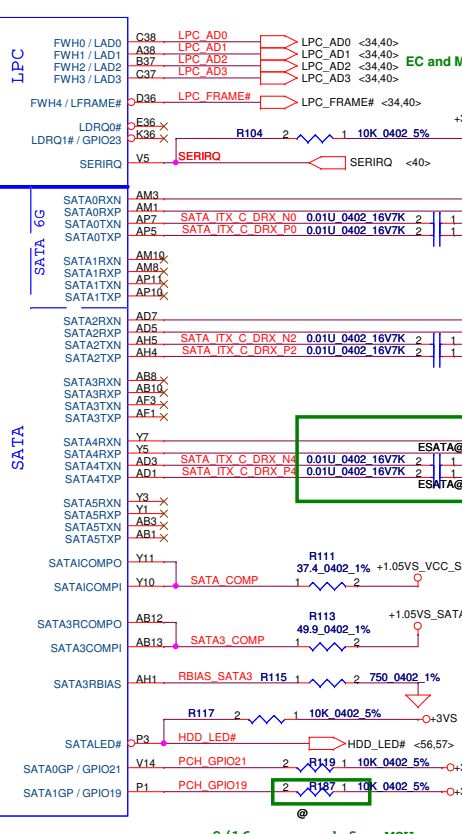 LPC
FWH0 / LAD0 C38 LPC_AD0 LPC_AD0 <34,40>
FWH1 / LAD1 A38 LPC_AD1 LPC_AD1 <34,40>
FWH2 / LAD2 B37 LPC_AD2 LPC_AD2 <34,40> EC and M
FWH3 / LAD3 C37 LPC_AD3 LPC_AD3 <34,40>
FWH4 / LFRAME# D36 LPC_FRAME# LPC_FRAME# <34,40>
LDRQ0# E36
LDRQ1# / GPIO23 K36 R104 2 1 10K_0402_5%
SERIRQ V5 SERIRQ SERIRQ <40>
SATA 6G
SATA0RXN AM3
SATA0RXP AM1
SATA0TXN AP7 SATA_ITX_C_DRX_N0 0.01U_0402_16V7K 2 1
SATA0TXP AP5 SATA_ITX_C_DRX_P0 0.01U_0402_16V7K 2 1
SATA1RXN AM10
SATA1RXP AM8
SATA1TXN AP11
SATA1TXP AP10
SATA
SATA2RXN AD7
SATA2RXP AD5
SATA2TXN AH5 SATA_ITX_C_DRX_N2 0.01U_0402_16V7K 2 1
SATA2TXP AH4 SATA_ITX_C_DRX_P2 0.01U_0402_16V7K 2 1
SATA3RXN AB8
SATA3RXP AB10
SATA3TXN AF3
SATA3TXP AF1
SATA4RXN Y7
SATA4RXP Y5 ESATA@
SATA4TXN AD3 SATA_ITX_C_DRX_N4 0.01U_0402_16V7K 2 1
SATA4TXP AD1 SATA_ITX_C_DRX_P4 0.01U_0402_16V7K 2 1
ESATA@
SATA5RXN Y3
SATA5RXP Y1
SATA5TXN AB3
SATA5TXP AB1
R111
SATAICOMPO Y11 37.4_0402_1% +1.05VS_VCC_S
SATAICOMPI Y10 SATA_COMP 1 2
R113 +1.05VS_SATA
SATA3RCOMPO AB12 49.9_0402_1%
SATA3COMPI AB13 SATA3_COMP 1 2
SATA3RBIAS AH1 RBIAS_SATA3 R115 1 2 750_0402_1%
R117 2 1 10K_0402_5% +3VS
SATALED# P3 HDD_LED# HDD_LED# <56,57>
SATA0GP / GPIO21 V14 PCH_GPIO21 2 R119 1 10K_0402_5%
SATA1GP / GPIO19 P1 PCH_GPIO19 2 R187 1 10K_0402_5%
@